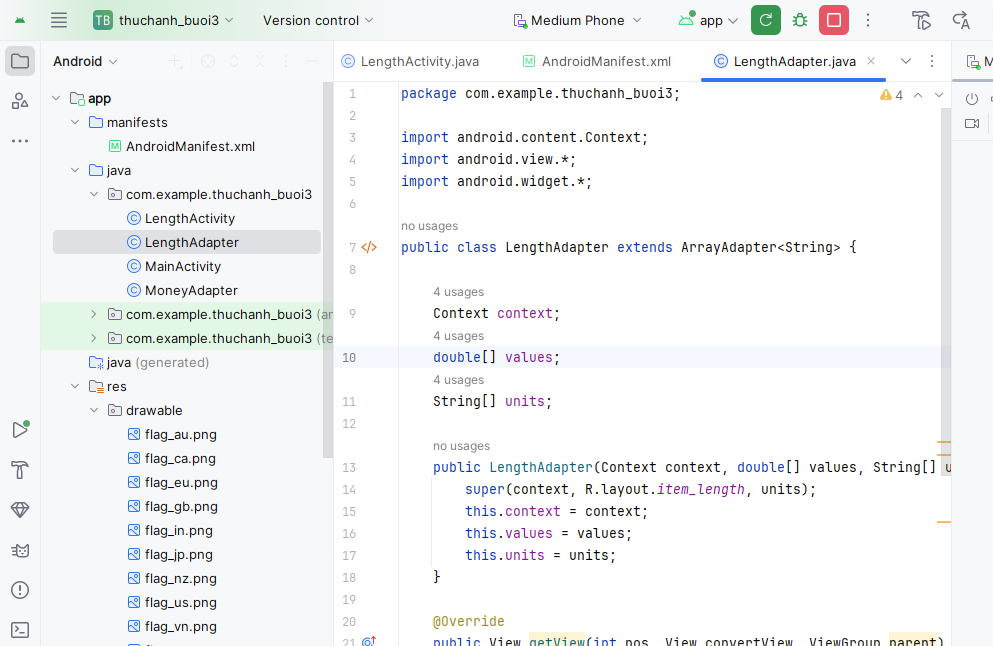 TB thuchanh_buoi3 Version control Medium Phone app
Android
LengthActivity.java AndroidManifest.xml LengthAdapter.java
app
manifests
AndroidManifest.xml
java
com.example.thuchanh_buoi3
LengthActivity
LengthAdapter
MainActivity
MoneyAdapter
com.example.thuchanh_buoi3
com.example.thuchanh_buoi3 (te
java (generated)
res
drawable
flag_au.png
flag_ca.png
flag_eu.png
flag_gb.png
flag_in.png
flag_jp.png
flag_nz.png
flag_us.png
flag_vn.png
4
1 package com.example.thuchanh_buoi3;
2
3 import android.content.Context;
4 import android.view.*;
5 import android.widget.*;
6
no usages
7 public class LengthAdapter extends ArrayAdapter<String> {
8
4 usages
9 Context context;
4 usages
10 double[] values;
4 usages
11 String[] units;
12
no usages
13 public LengthAdapter(Context context, double[] values, String[] u
14 super(context, R.layout.item_length, units);
15 this.context = context;
16 this.values = values;
17 this.units = units;
18 }
19
20 @Override
21 public View getView(int pos, View convertView, ViewGroup parent)
M